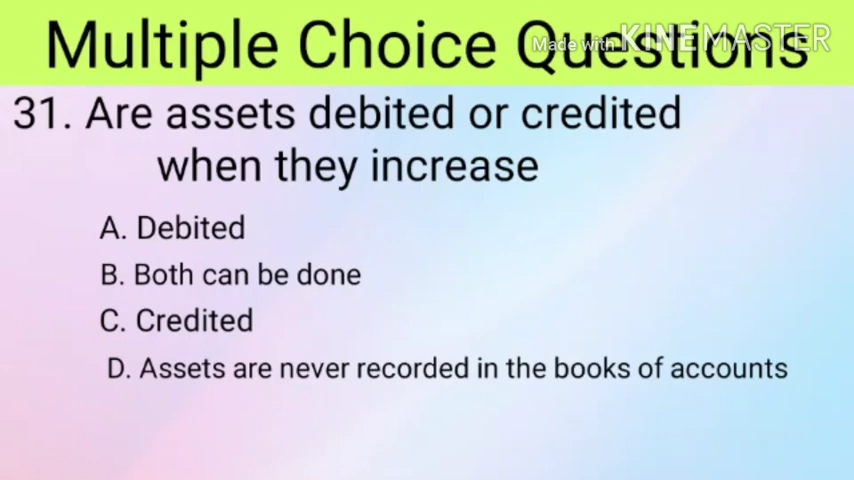 Multiple Choice Questions
Made with KINEMASTER
31. Are assets debited or credited
when they increase
A. Debited
B. Both can be done
C. Credited
D. Assets are never recorded in the books of accounts